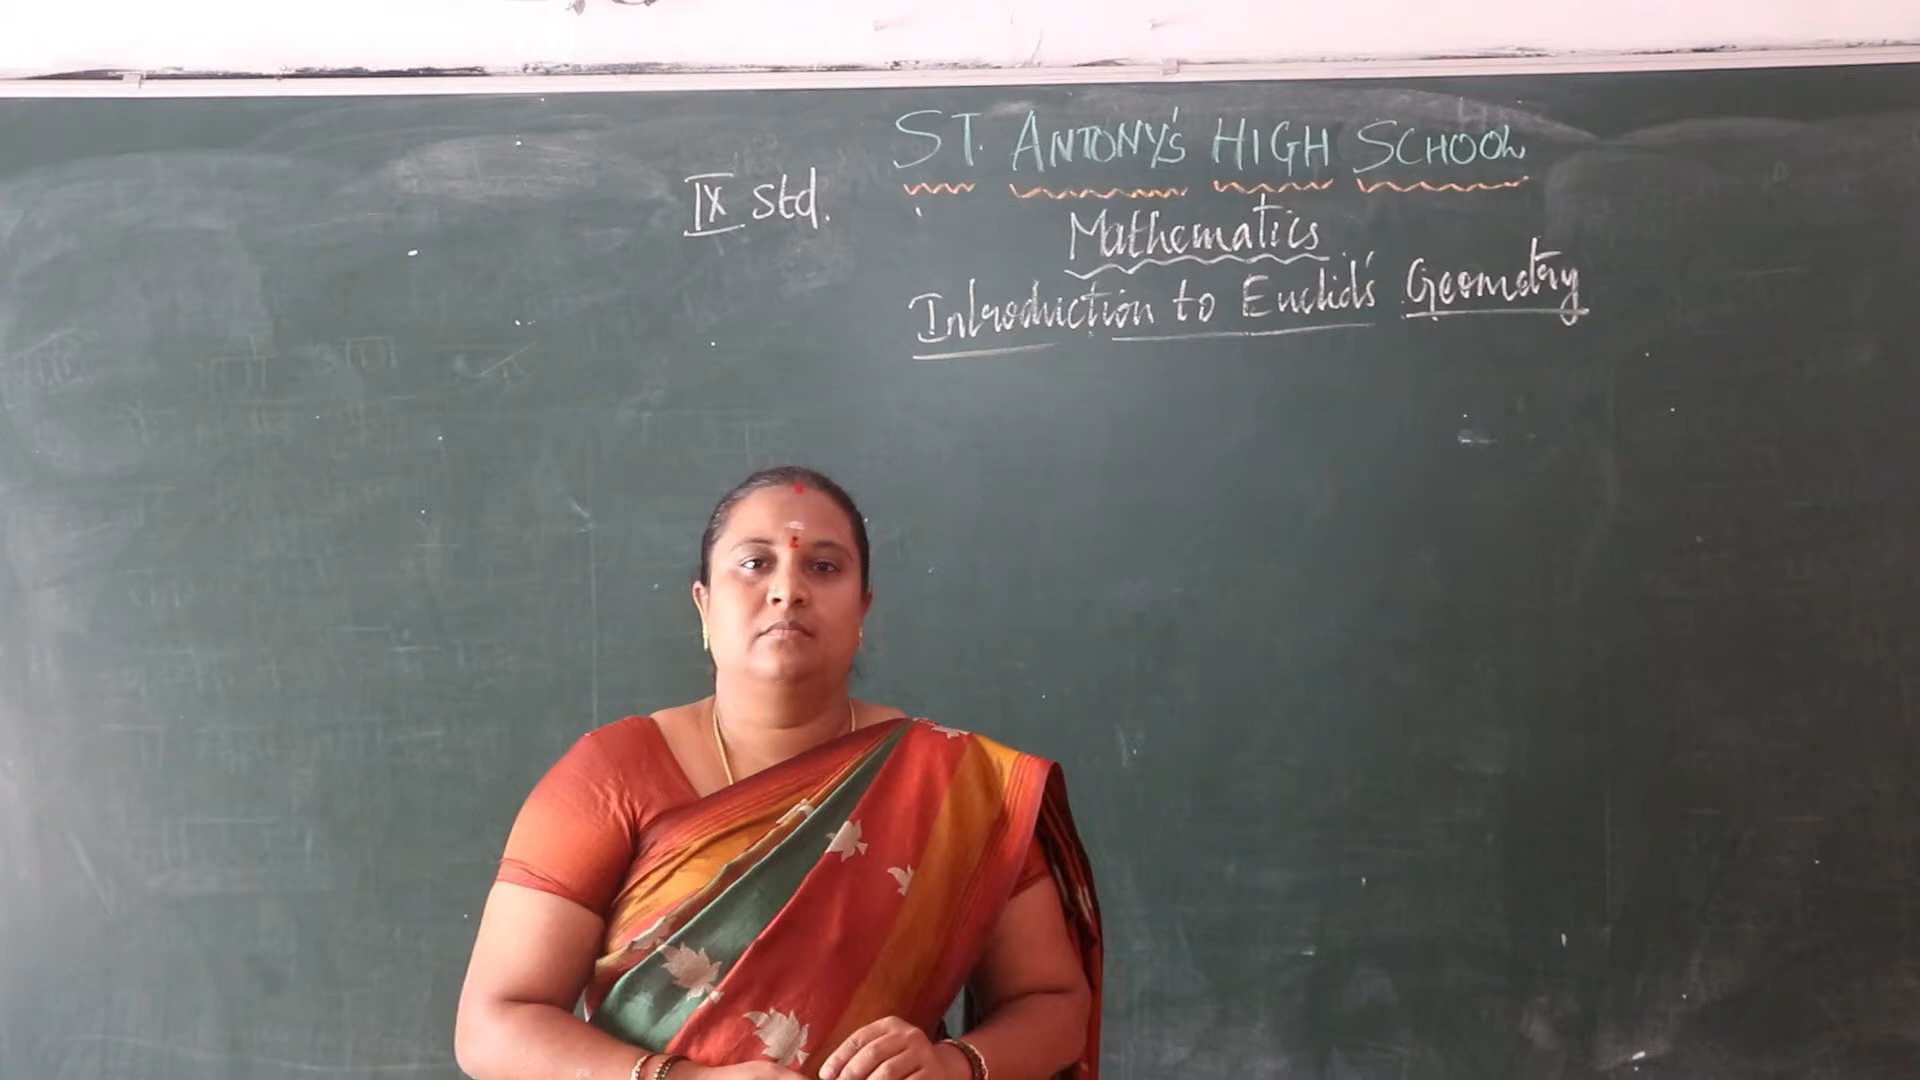 ST. ANTONY'S HIGH SCHOOL
IX Std.
Mathematics
Introduction to Euclid's Geometry